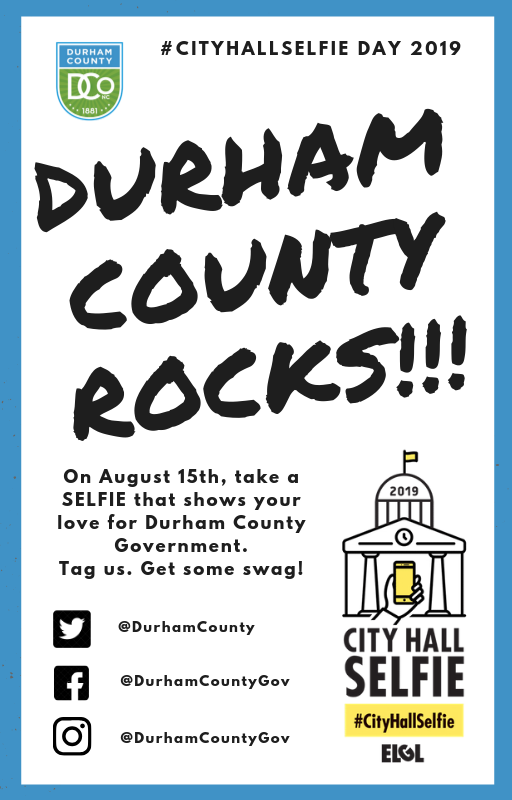 DURHAM
COUNTY
DCo
NC
1881
#CITYHALLSELFIE DAY 2019
DURHAM
COUNTY
ROCKS!!!
On August 15th, take a
SELFIE that shows your
love for Durham County
Government.
Tag us. Get some swag!
@DurhamCounty
@DurhamCountyGov
@DurhamCountyGov
2019
CITY HALL
SELFIE
#CityHallSelfie
ELGL